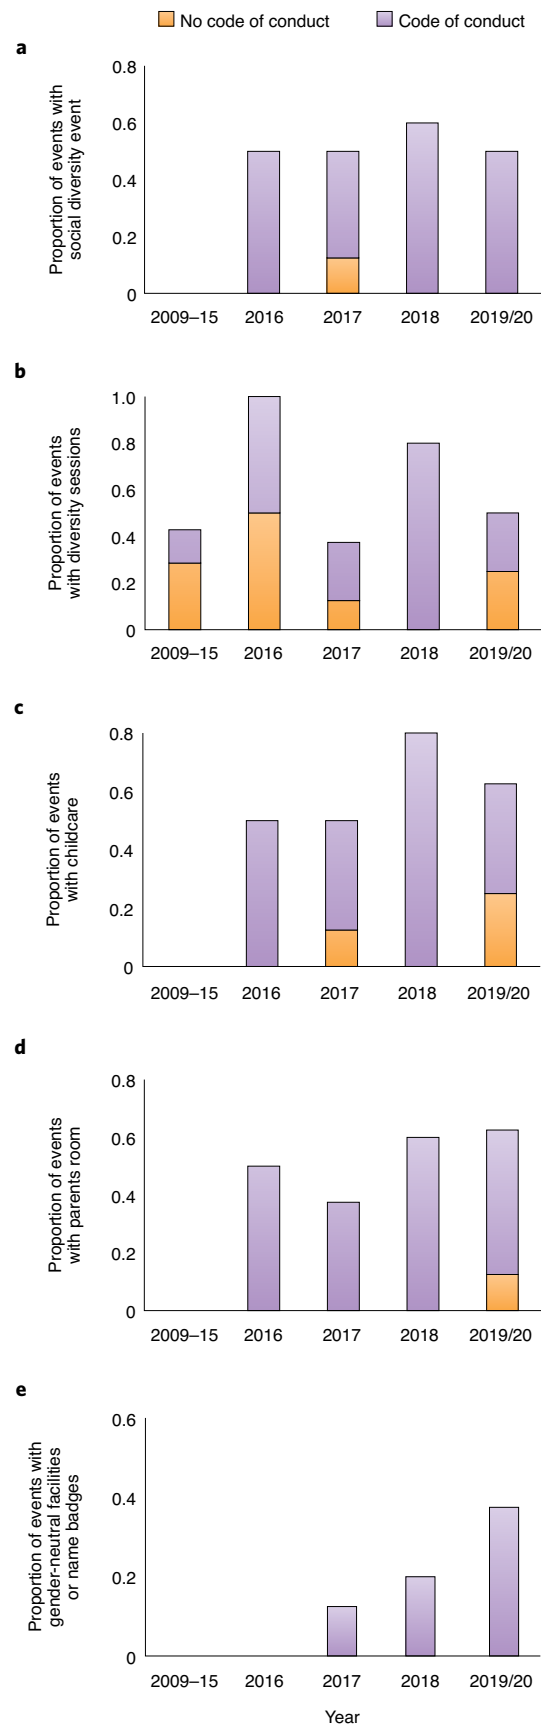 No code of conduct Code of conduct
a
Proportion of events with
social diversity event
0.8
0.6
0.4
0.2
0
2009–15 2016 2017 2018 2019/20
b
Proportion of events
with diversity sessions
1.0
0.8
0.6
0.4
0.2
0
2009–15 2016 2017 2018 2019/20
c
Proportion of events
with childcare
0.8
0.6
0.4
0.2
0
2009–15 2016 2017 2018 2019/20
d
Proportion of events
with parents room
0.8
0.6
0.4
0.2
0
2009–15 2016 2017 2018 2019/20
e
Proportion of events with
gender-neutral facilities
or name badges
0.6
0.4
0.2
0
2009–15 2016 2017 2018 2019/20
Year